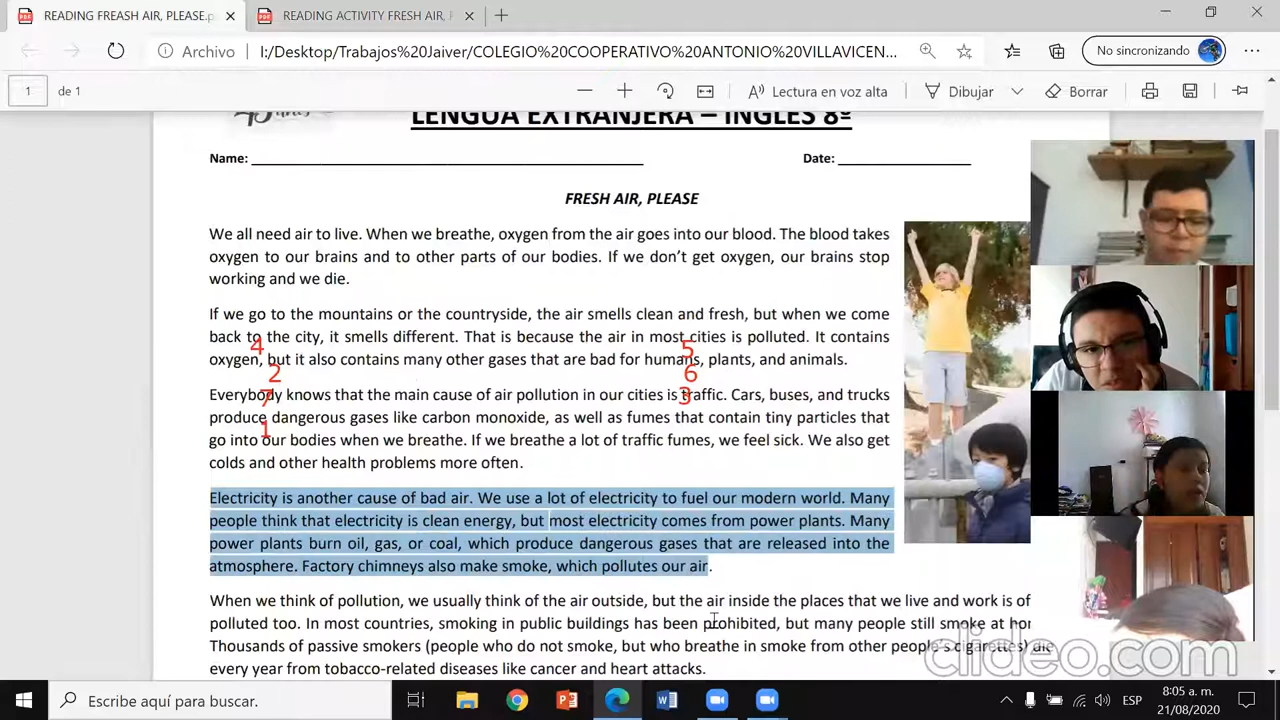 READING FREASH AIR, PLEASE.p
READING ACTIVITY FRESH AIR, F
Archivo
I:/Desktop/Trabajos%20Jaiver/COLEGIO%20COOPERATIVO%20ANTONIO%20VILLAVICEN...
No sincronizando
1 de 1
Lectura en voz alta
Dibujar
Borrar
LENGUA EXTRANJERA – INGLES 8º
Name:
Date:
FRESH AIR, PLEASE
We all need air to live. When we breathe, oxygen from the air goes into our blood. The blood takes
oxygen to our brains and to other parts of our bodies. If we don't get oxygen, our brains stop
working and we die.
If we go to the mountains or the countryside, the air smells clean and fresh, but when we come
back to the city, it smells different. That is because the air in most cities is polluted. It contains
4 5
oxygen, but it also contains many other gases that are bad for humans, plants, and animals.
2 6
Everybody knows that the main cause of air pollution in our cities is traffic. Cars, buses, and trucks
7 3
produce dangerous gases like carbon monoxide, as well as fumes that contain tiny particles that
1
go into our bodies when we breathe. If we breathe a lot of traffic fumes, we feel sick. We also get
colds and other health problems more often.
Electricity is another cause of bad air. We use a lot of electricity to fuel our modern world. Many
people think that electricity is clean energy, but most electricity comes from power plants. Many
power plants burn oil, gas, or coal, which produce dangerous gases that are released into the
atmosphere. Factory chimneys also make smoke, which pollutes our air.
When we think of pollution, we usually think of the air outside, but the air inside the places that we live and work is of
polluted too. In most countries, smoking in public buildings has been prohibited, but many people still smoke at hor
Thousands of passive smokers (people who do not smoke, but who breathe in smoke from other people's cigarettes) die
every year from tobacco-related diseases like cancer and heart attacks.
clideo.com
Escribe aquí para buscar.
ESP
8:05 a. m.
21/08/2020